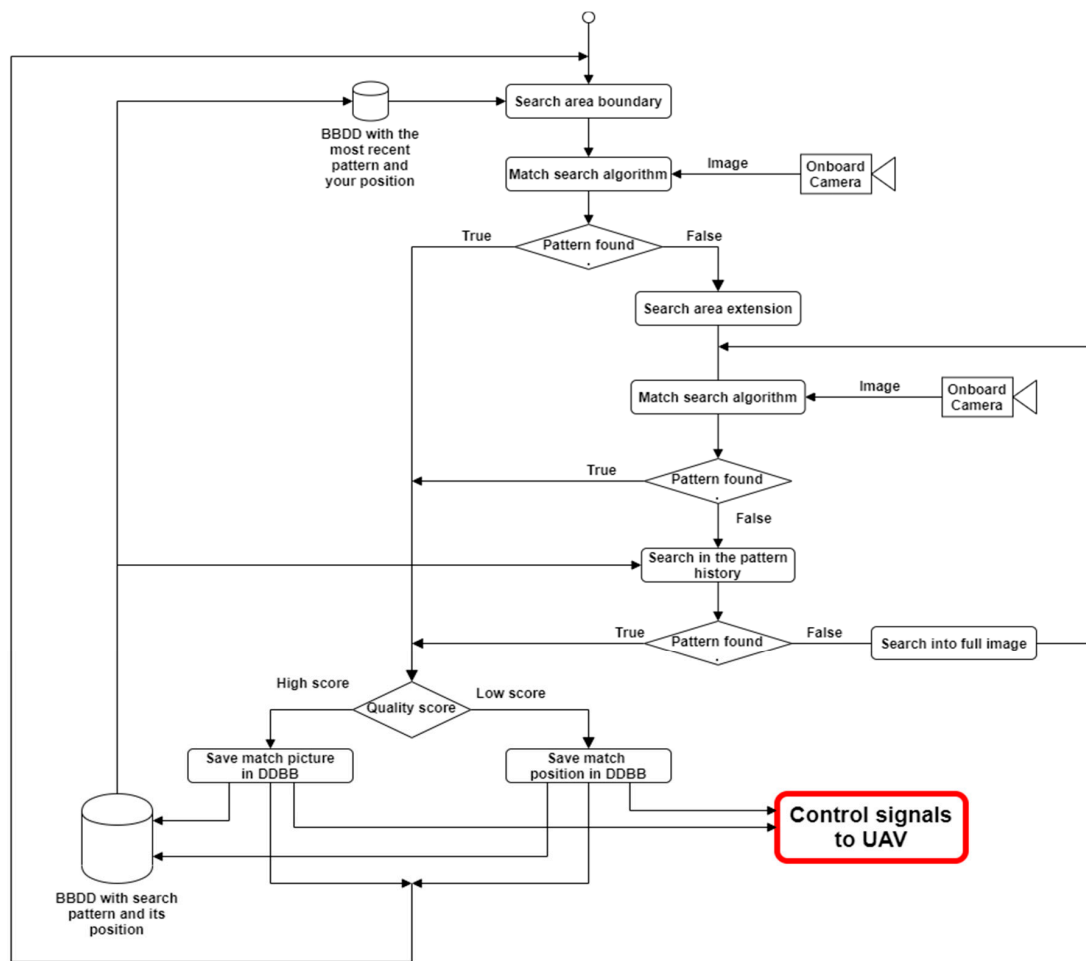 Search area boundary
BBDD with the
most recent
pattern and
your position
Match search algorithm
Image
Onboard
Camera
True
Pattern found
.
False
Search area extension
Match search algorithm
Image
Onboard
Camera
True
Pattern found
.
False
Search in the pattern
history
True
Pattern found
.
False
Search into full image
High score
Quality score
Low score
Save match picture
in DDBB
Save match
position in DDBB
Control signals
to UAV
BBDD with search
pattern and its
position